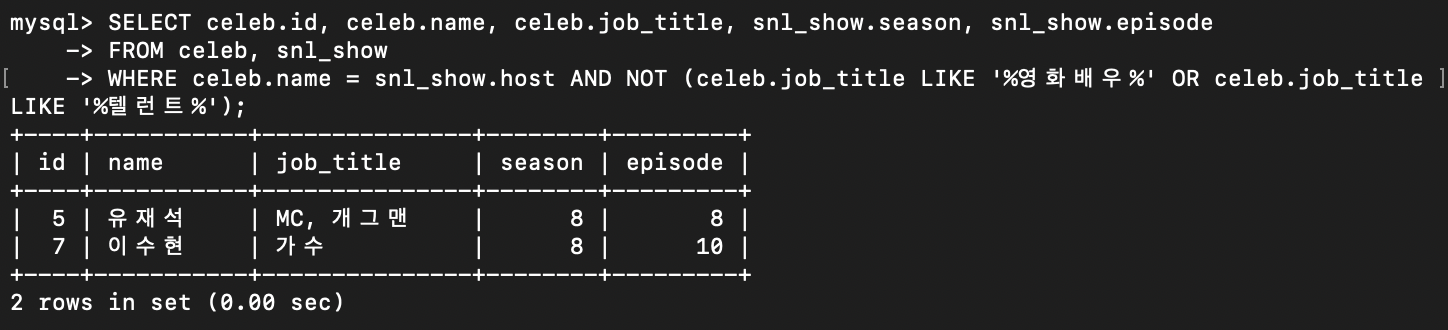 mysql> SELECT celeb.id, celeb.name, celeb.job_title, snl_show.season, snl_show.episode
    -> FROM celeb, snl_show
[    -> WHERE celeb.name = snl_show.host AND NOT (celeb.job_title LIKE '%영화배우%' OR celeb.job_title ]
LIKE '%텔런트%');
+----+-----------+---------------+--------+---------+
| id | name      | job_title     | season | episode |
+----+-----------+---------------+--------+---------+
|  5 | 유재석    | MC, 개그맨    |      8 |       8 |
|  7 | 이수현    | 가수          |      8 |      10 |
+----+-----------+---------------+--------+---------+
2 rows in set (0.00 sec)